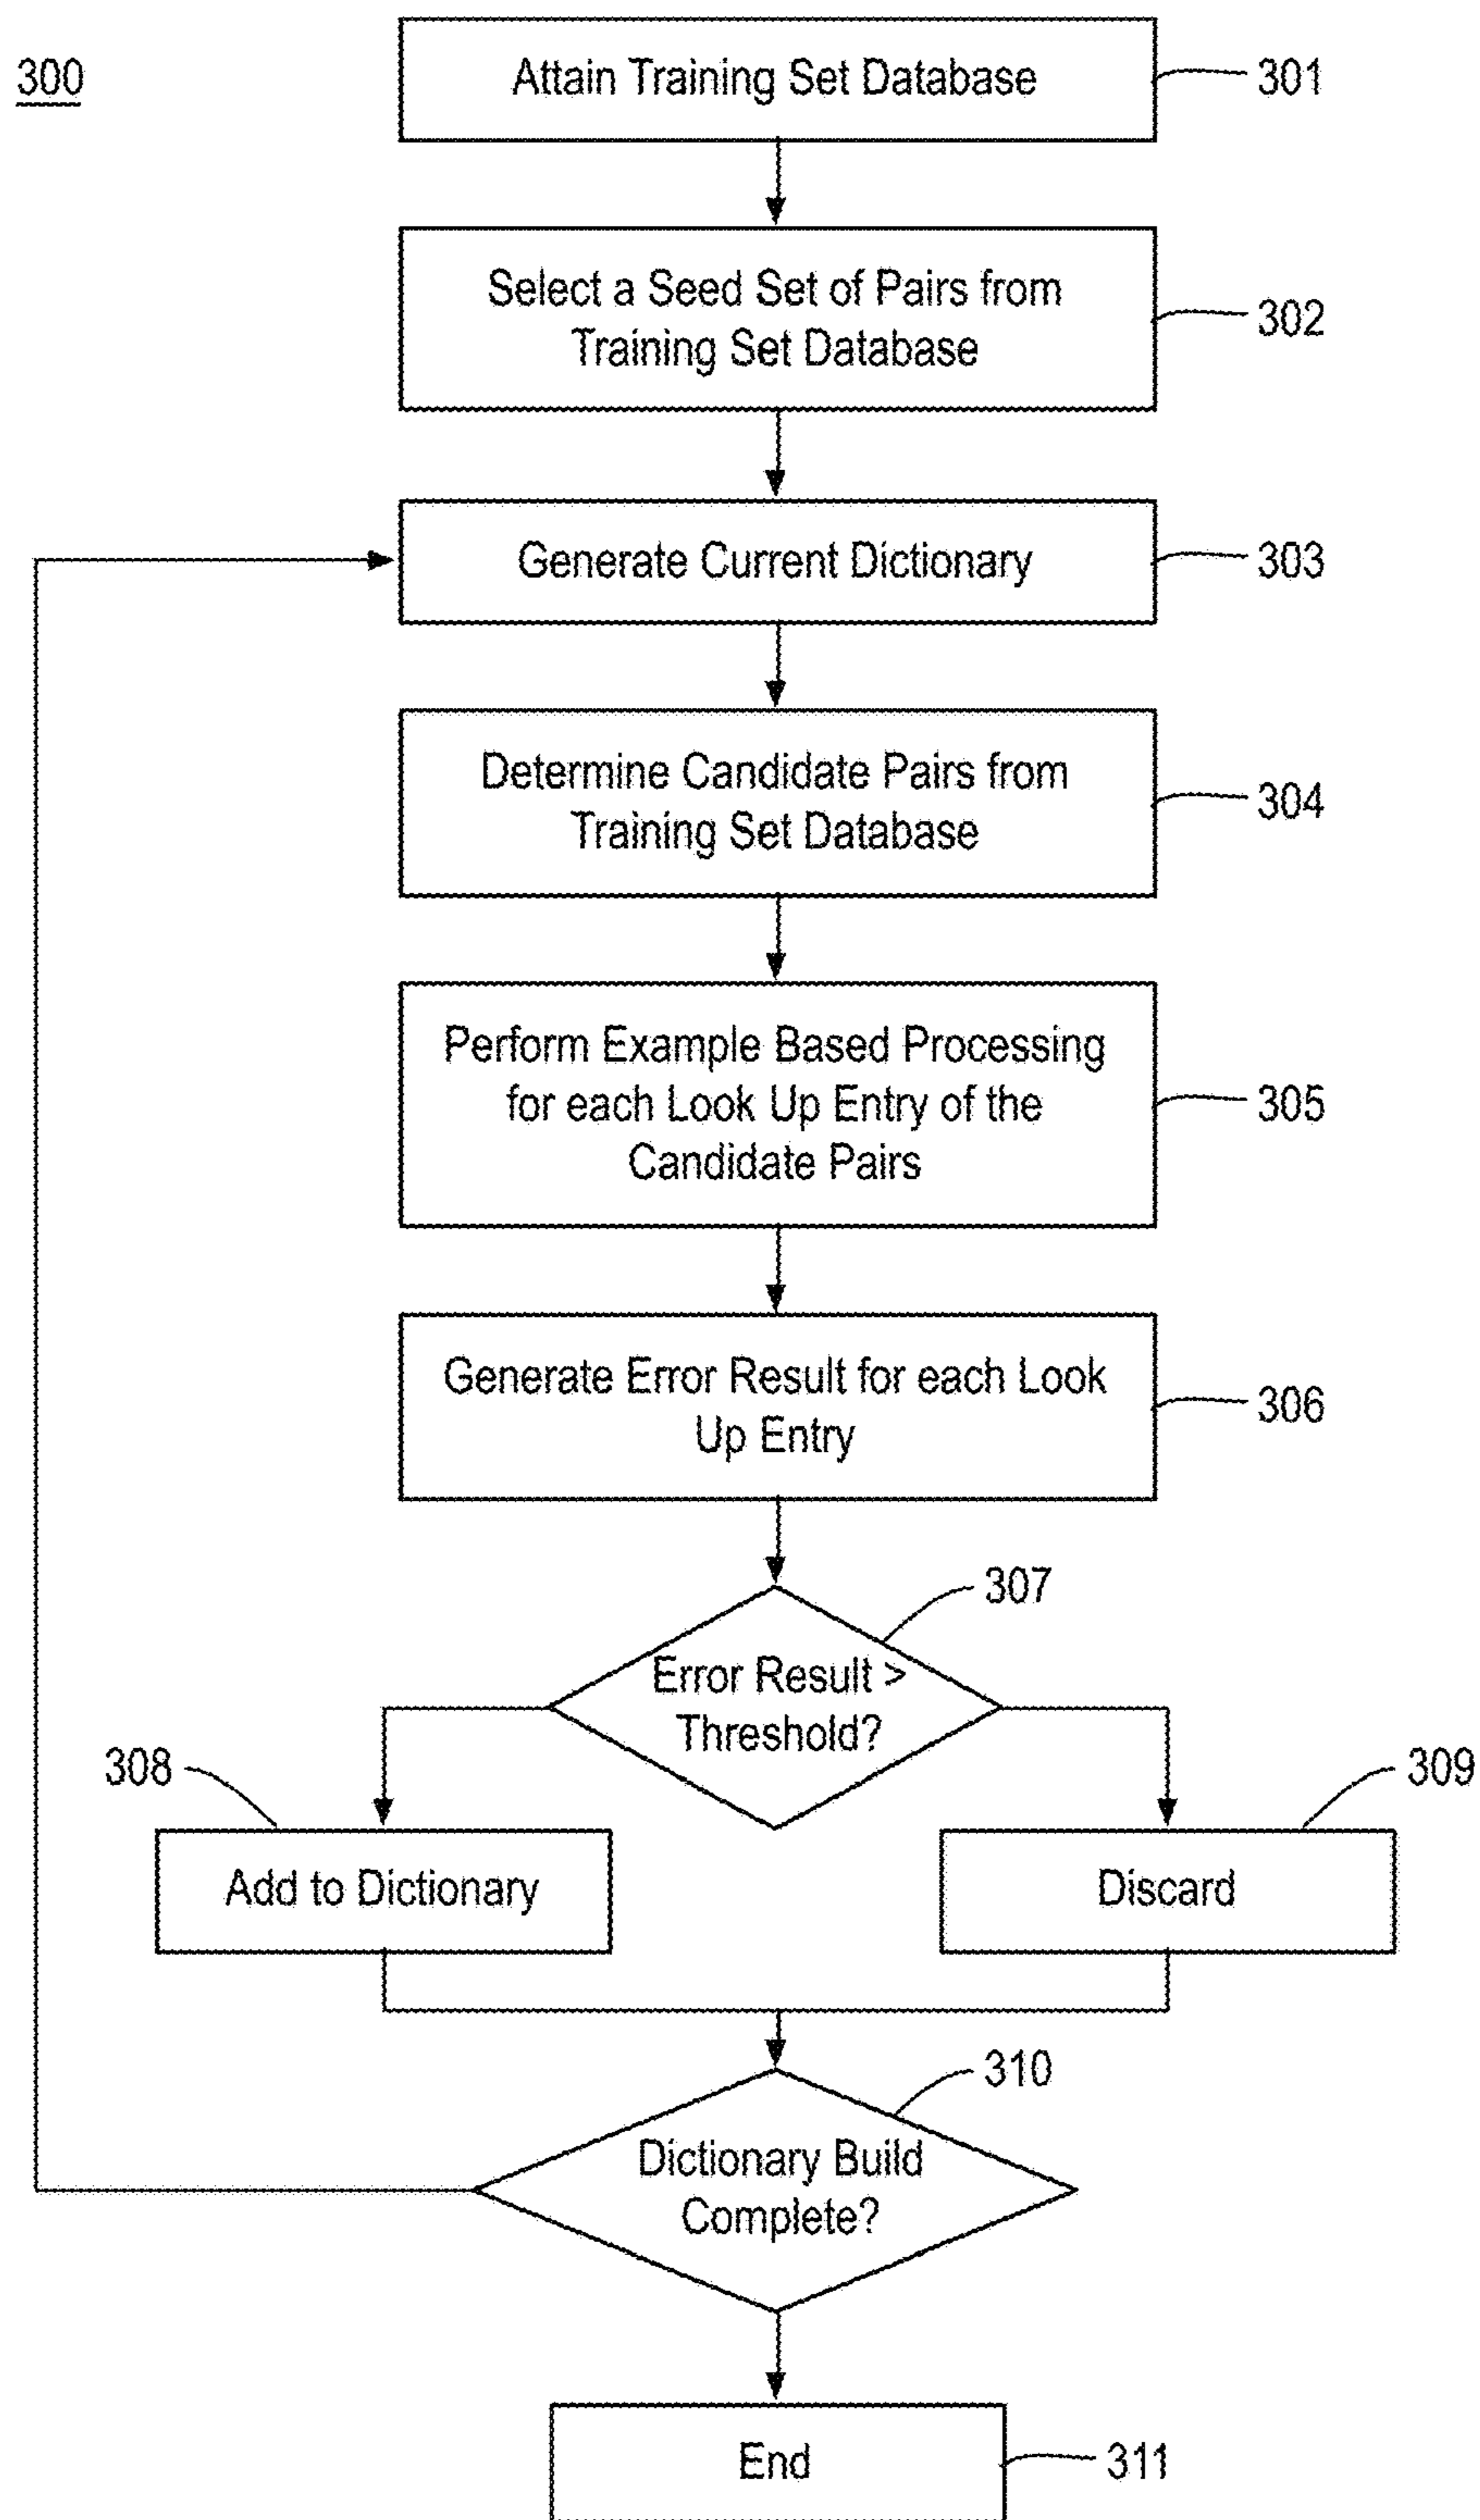 300
Attain Training Set Database
301
Select a Seed Set of Pairs from
Training Set Database
302
Generate Current Dictionary
303
Determine Candidate Pairs from
Training Set Database
304
Perform Example Based Processing
for each Look Up Entry of the
Candidate Pairs
305
Generate Error Result for each Look
Up Entry
306
307
Error Result >
Threshold?
308
309
Add to Dictionary
Discard
310
Dictionary Build
Complete?
End
311